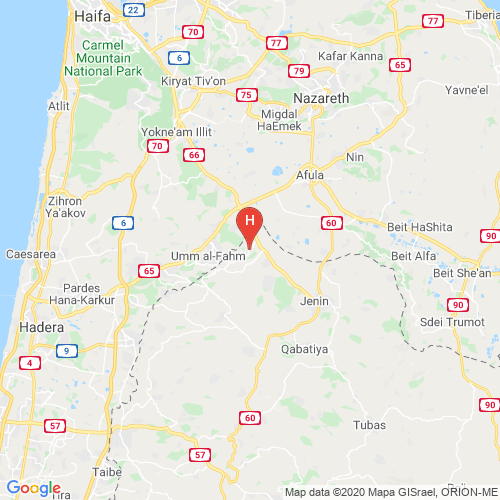 Haifa
22
Tiberia
77
Carmel
Mountain
National Park
70
77
Kafar Kanna
6
65
79
Kiryat Tiv'on
Yavne'el
Atlit
75
Nazareth
Migdal
HaEmek
Yokne'am Illit
70
66
Nin
Afula
Zihron
Ya'akov
6
H
60
Beit HaShita
Caesarea
Umm al-Fahm
Beit Alfa
65
Beit She'an
Pardes
Hana-Karkur
Jenin
90
Hadera
Sdei Trumot
9
4
Qabatiya
90
57
60
Tubas
57
Taibe
Google
Tira
Map data ©2020 Mapa GISrael, ORION-ME